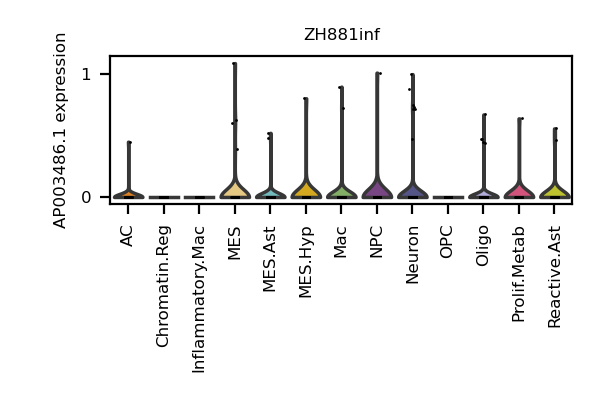 ZH881inf
AP003486.1 expression
1
0
AC
Chromatin.Reg
Inflammatory.Mac
MES
MES.Ast
MES.Hyp
Mac
NPC
Neuron
OPC
Oligo
Prolif.Metab
Reactive.Ast